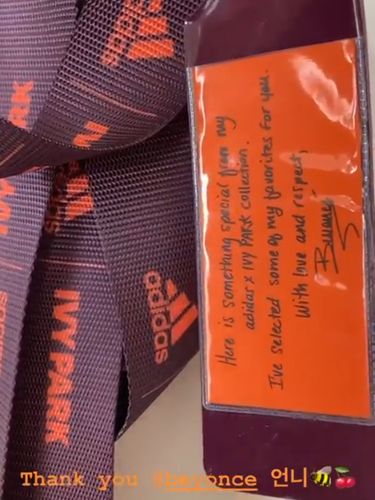 adidas
PARK
adidas
IVY PARK
Here is something special from my
adidas x IVY PARK collection.
I've selected some of my favorites for you.
With love and respect,
Beyoncé
Thank you @beyonce 언니🐝🍒